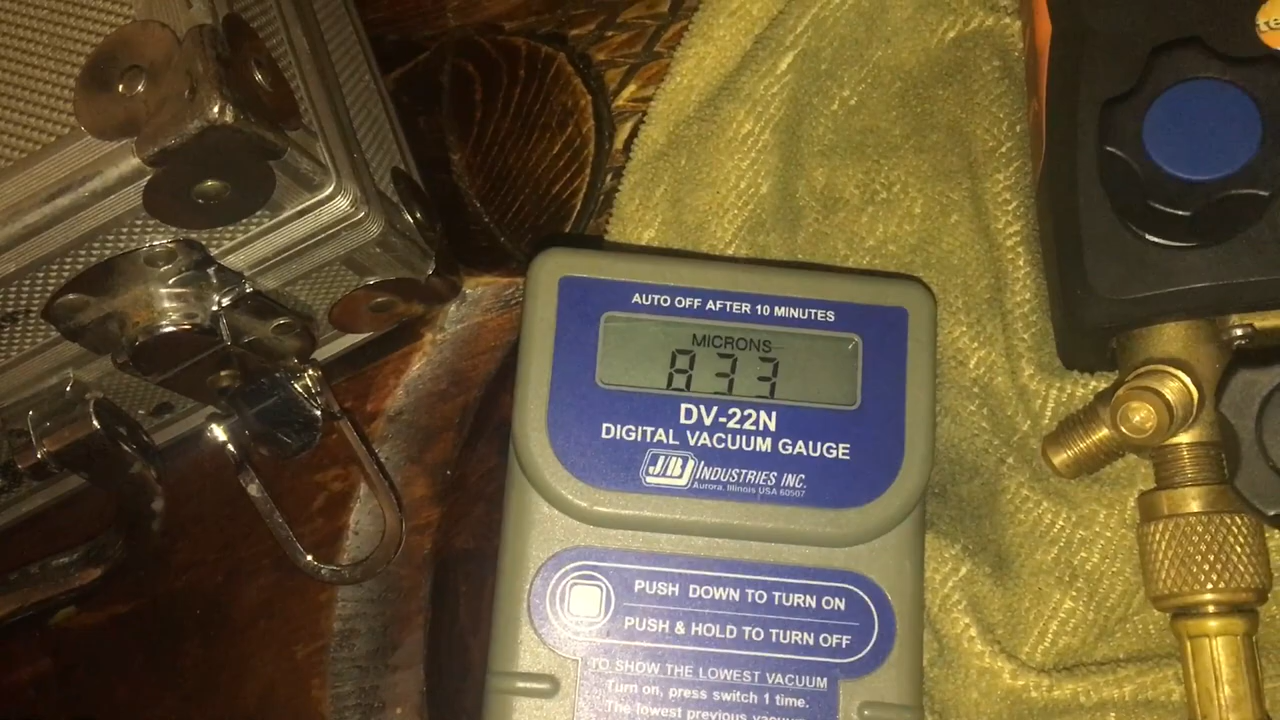 AUTO OFF AFTER 10 MINUTES
MICRONS
833
DV-22N
DIGITAL VACUUM GAUGE
J/B INDUSTRIES INC.
Aurora, Illinois USA 60507
PUSH DOWN TO TURN ON
PUSH & HOLD TO TURN OFF
TO SHOW THE LOWEST VACUUM
Turn on, press switch 1 time.
The lowest previous
te